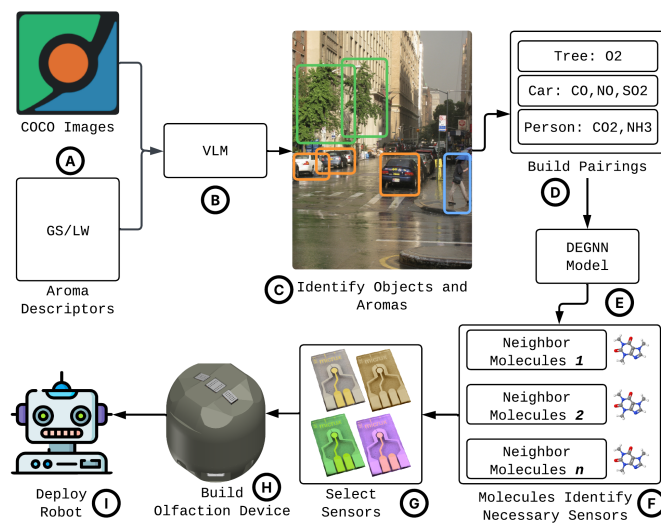 COCO Images
A
GS/LW
Aroma
Descriptors
VLM
B
C
Identify Objects and
Aromas
Tree: O2
Car: CO,NO,SO2
Person: CO2,NH3
Build Pairings
D
DEGNN
Model
E
Neighbor
Molecules 1
Neighbor
Molecules 2
Neighbor
Molecules n
Molecules Identify
Necessary Sensors
F
Select
Sensors
G
Build
Olfaction Device
H
Deploy
Robot
I